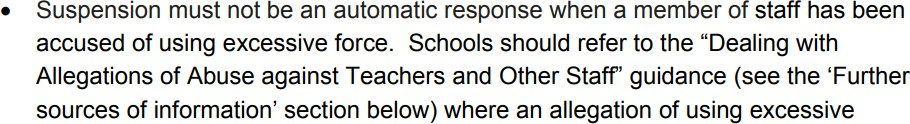 • Suspension must not be an automatic response when a member of staff has been
accused of using excessive force.  Schools should refer to the “Dealing with
Allegations of Abuse against Teachers and Other Staff” guidance (see the ‘Further
sources of information’ section below) where an allegation of using excessive